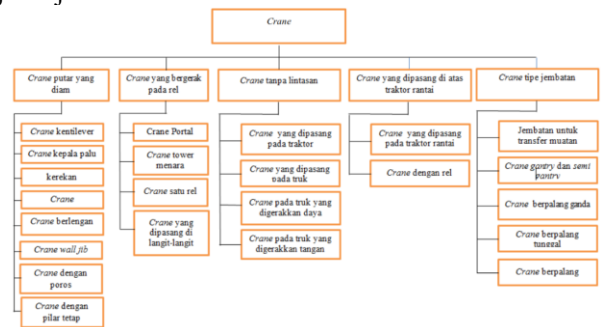 Crane
Crane putar yang
diam
Crane yang bergerak
pada rel
Crane tanpa lintasan
Crane yang dipasang di atas
traktor rantai
Crane tipe jembatan
Crane kentilever
Crane kepala palu
kerekan
Crane
Crane berlengan
Crane wall jib
Crane dengan
poros
Crane dengan
pilar tetap
Crane Portal
Crane tower
menara
Crane satu rel
Crane yang
dipasang di
langit-langit
Crane yang dipasang
pada traktor
Crane yang dipasang
pada truk
Crane pada truk yang
digerakkan daya
Crane pada truk yang
digerakkan tangan
Crane yang dipasang
pada traktor rantai
Crane dengan rel
Jembatan untuk
transfer muatan
Crane gantry dan semi
gantry
Crane berpalang ganda
Crane berpalang
tunggal
Crane berpalang